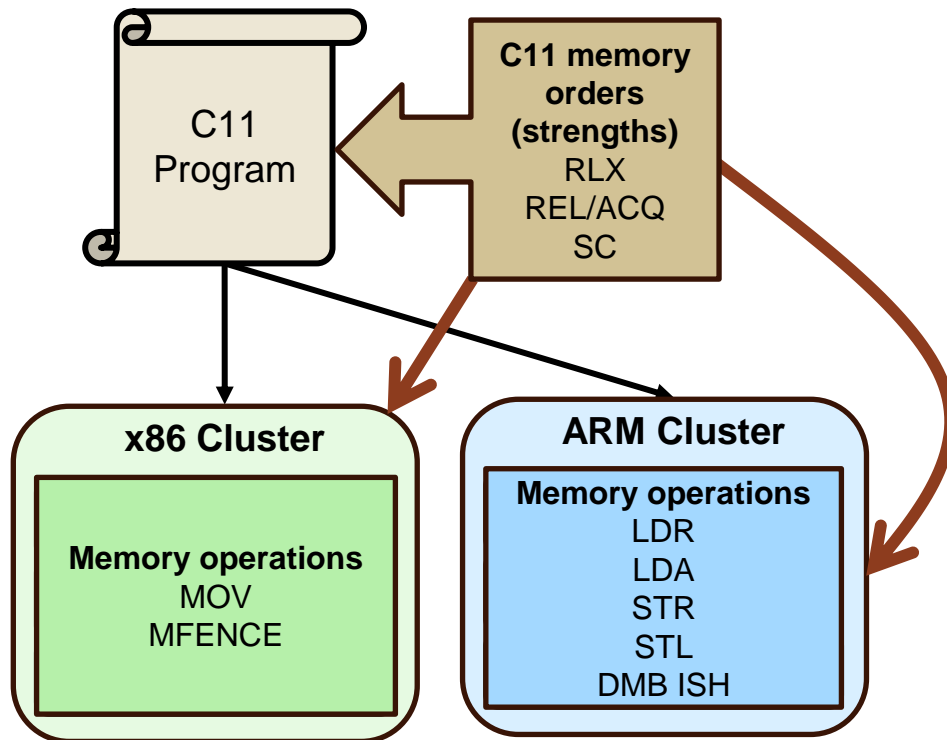 C11
Program
C11 memory
orders
(strengths)
RLX
REL/ACQ
SC
x86 Cluster
Memory operations
MOV
MFENCE
ARM Cluster
Memory operations
LDR
LDA
STR
STL
DMB ISH